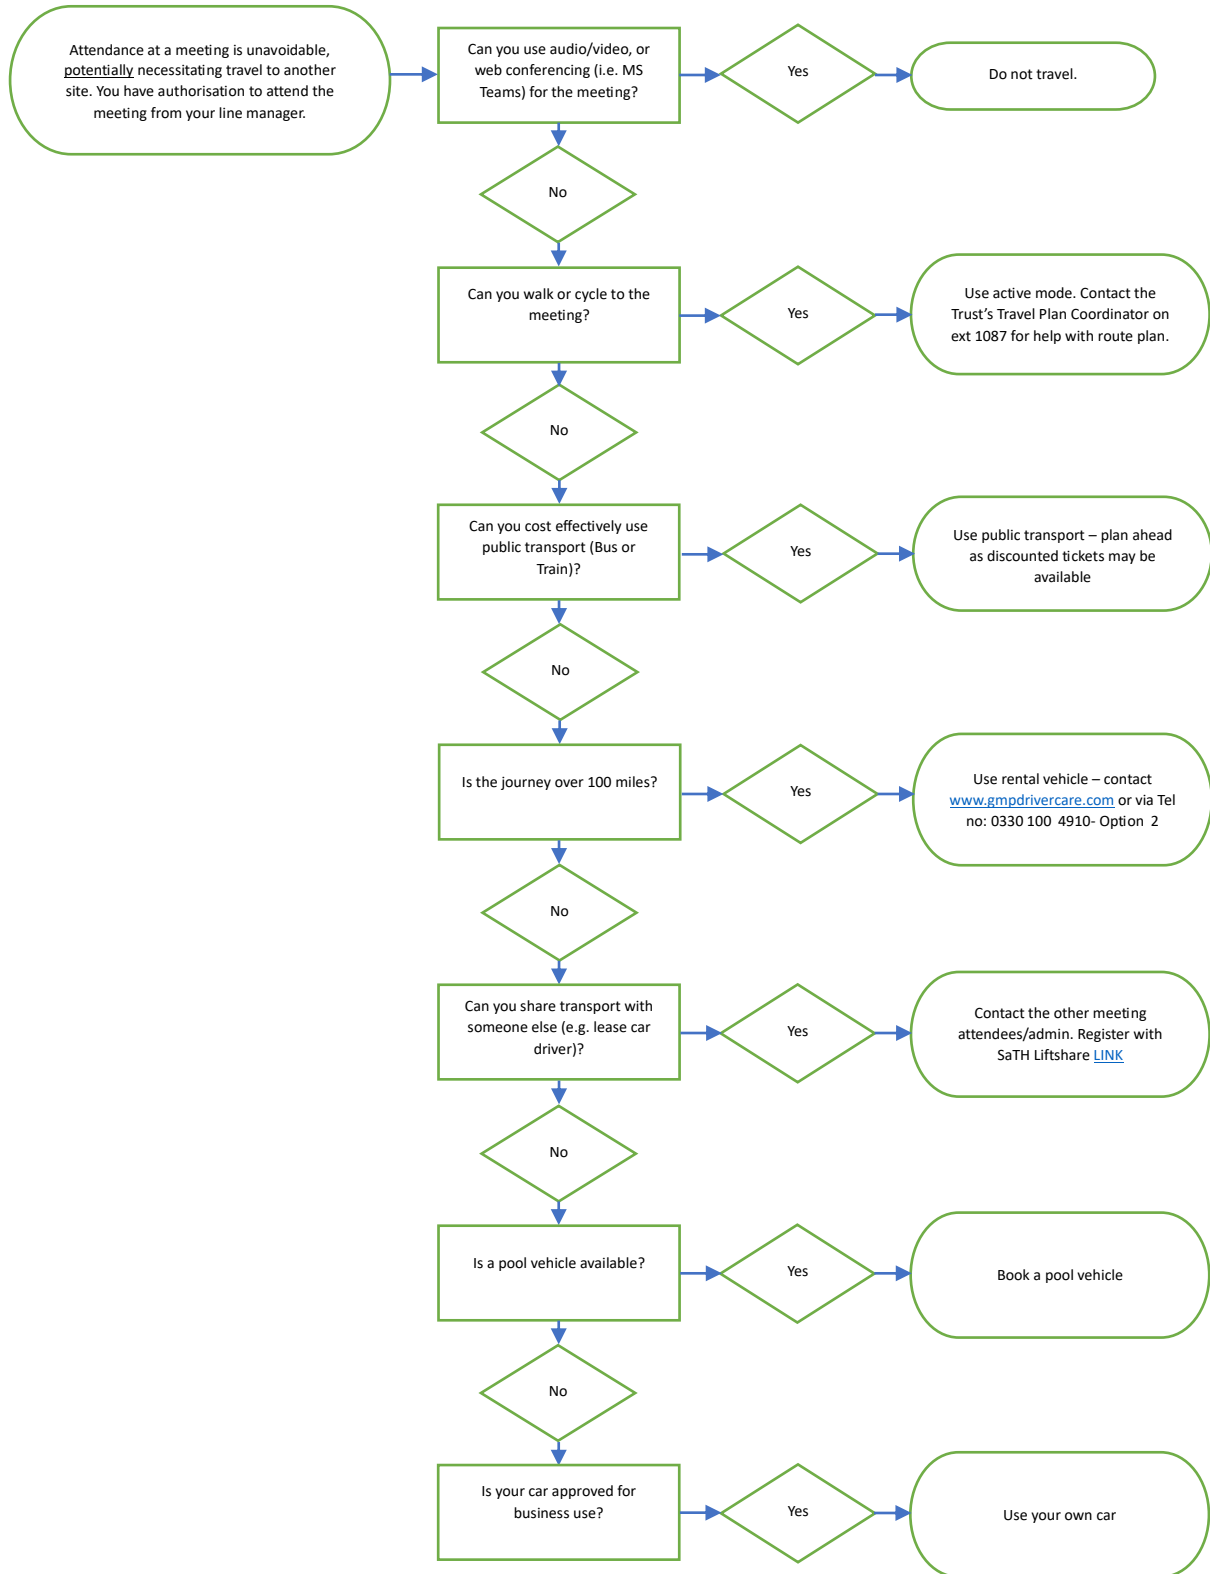 Attendance at a meeting is unavoidable,
potentially necessitating travel to another
site. You have authorisation to attend the
meeting from your line manager.
Can you use audio/video, or
web conferencing (i.e. MS
Teams) for the meeting?
Yes
Do not travel.
No
Can you walk or cycle to the
meeting?
Yes
Use active mode. Contact the
Trust’s Travel Plan Coordinator on
ext 1087 for help with route plan.
No
Can you cost effectively use
public transport (Bus or
Train)?
Yes
Use public transport – plan ahead
as discounted tickets may be
available
No
Is the journey over 100 miles?
Yes
Use rental vehicle – contact
www.gmpdrivercare.com or via Tel
no: 0330 100 4910- Option 2
No
Can you share transport with
someone else (e.g. lease car
driver)?
Yes
Contact the other meeting
attendees/admin. Register with
SaTH Liftshare LINK
No
Is a pool vehicle available?
Yes
Book a pool vehicle
No
Is your car approved for
business use?
Yes
Use your own car